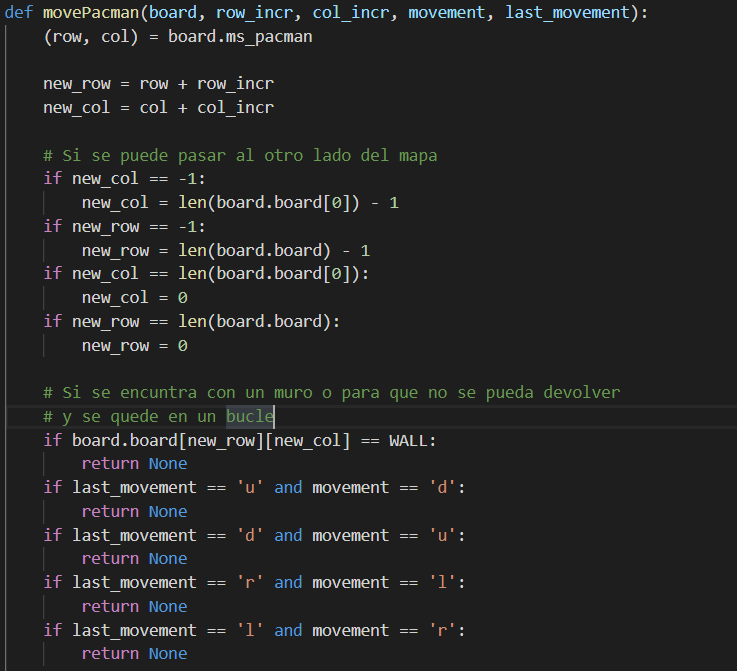 def movePacman(board, row_incr, col_incr, movement, last_movement):
(row, col) = board.ms_pacman
new_row = row + row_incr
new_col = col + col_incr
# Si se puede pasar al otro lado del mapa
if new_col == -1:
new_col = len(board.board[0]) - 1
if new_row == -1:
new_row = len(board.board) - 1
if new_col == len(board.board[0]):
new_col = 0
if new_row == len(board.board):
new_row = 0
# Si se encuntra con un muro o para que no se pueda devolver
# y se quede en un bucle
if board.board[new_row][new_col] == WALL:
return None
if last_movement == 'u' and movement == 'd':
return None
if last_movement == 'd' and movement == 'u':
return None
if last_movement == 'r' and movement == 'l':
return None
if last_movement == 'l' and movement == 'r':
return None